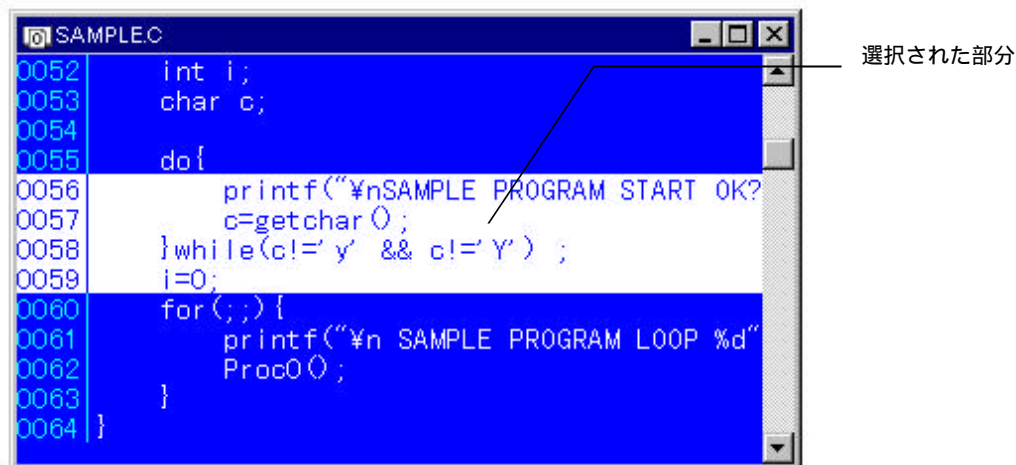 SAMPLE.C
選択された部分
0052 int i;
0053 char c;
0054
0055 do{
0056 printf("¥nSAMPLE PROGRAM START OK?
0057 c=getchar();
0058 }while(c!='y' && c!='Y') ;
0059 i=0;
0060 for(;;){
0061 printf("¥n SAMPLE PROGRAM LOOP %d"
0062 Proc0();
0063 }
0064 }